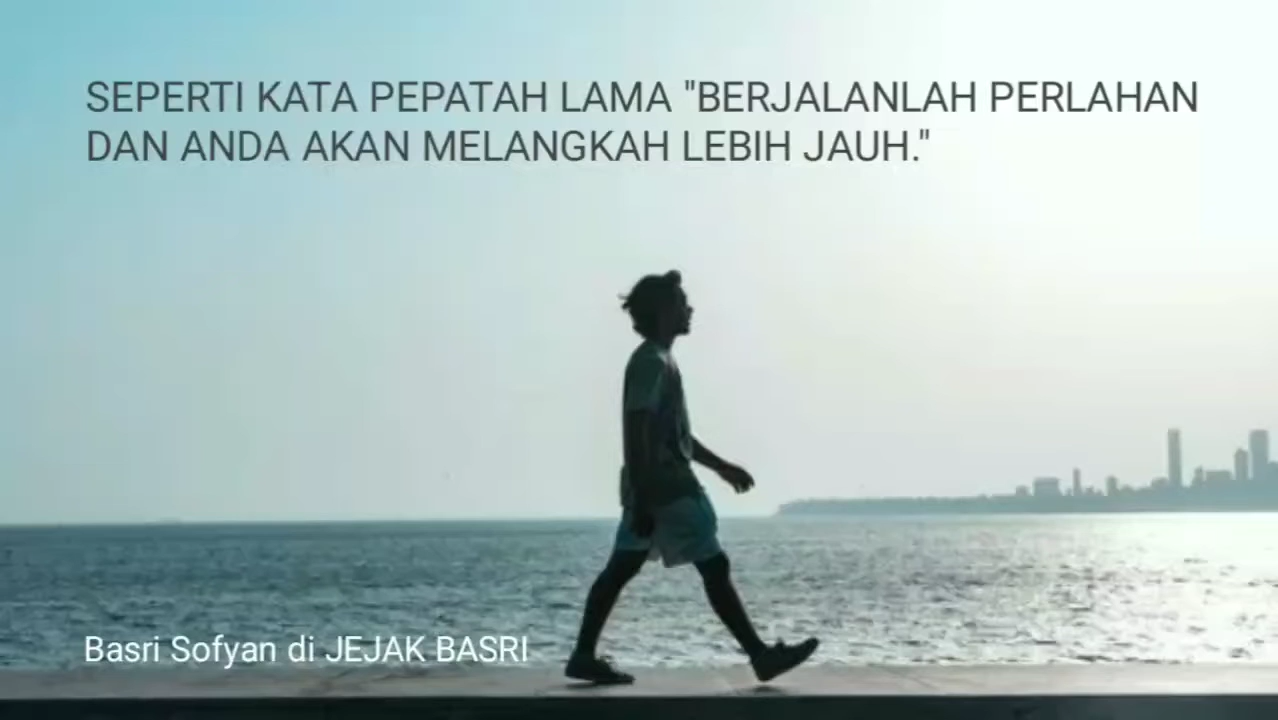 SEPERTI KATA PEPATAH LAMA "BERJALANLAH PERLAHAN
DAN ANDA AKAN MELANGKAH LEBIH JAUH."
Basri Sofyan di JEJAK BASRI